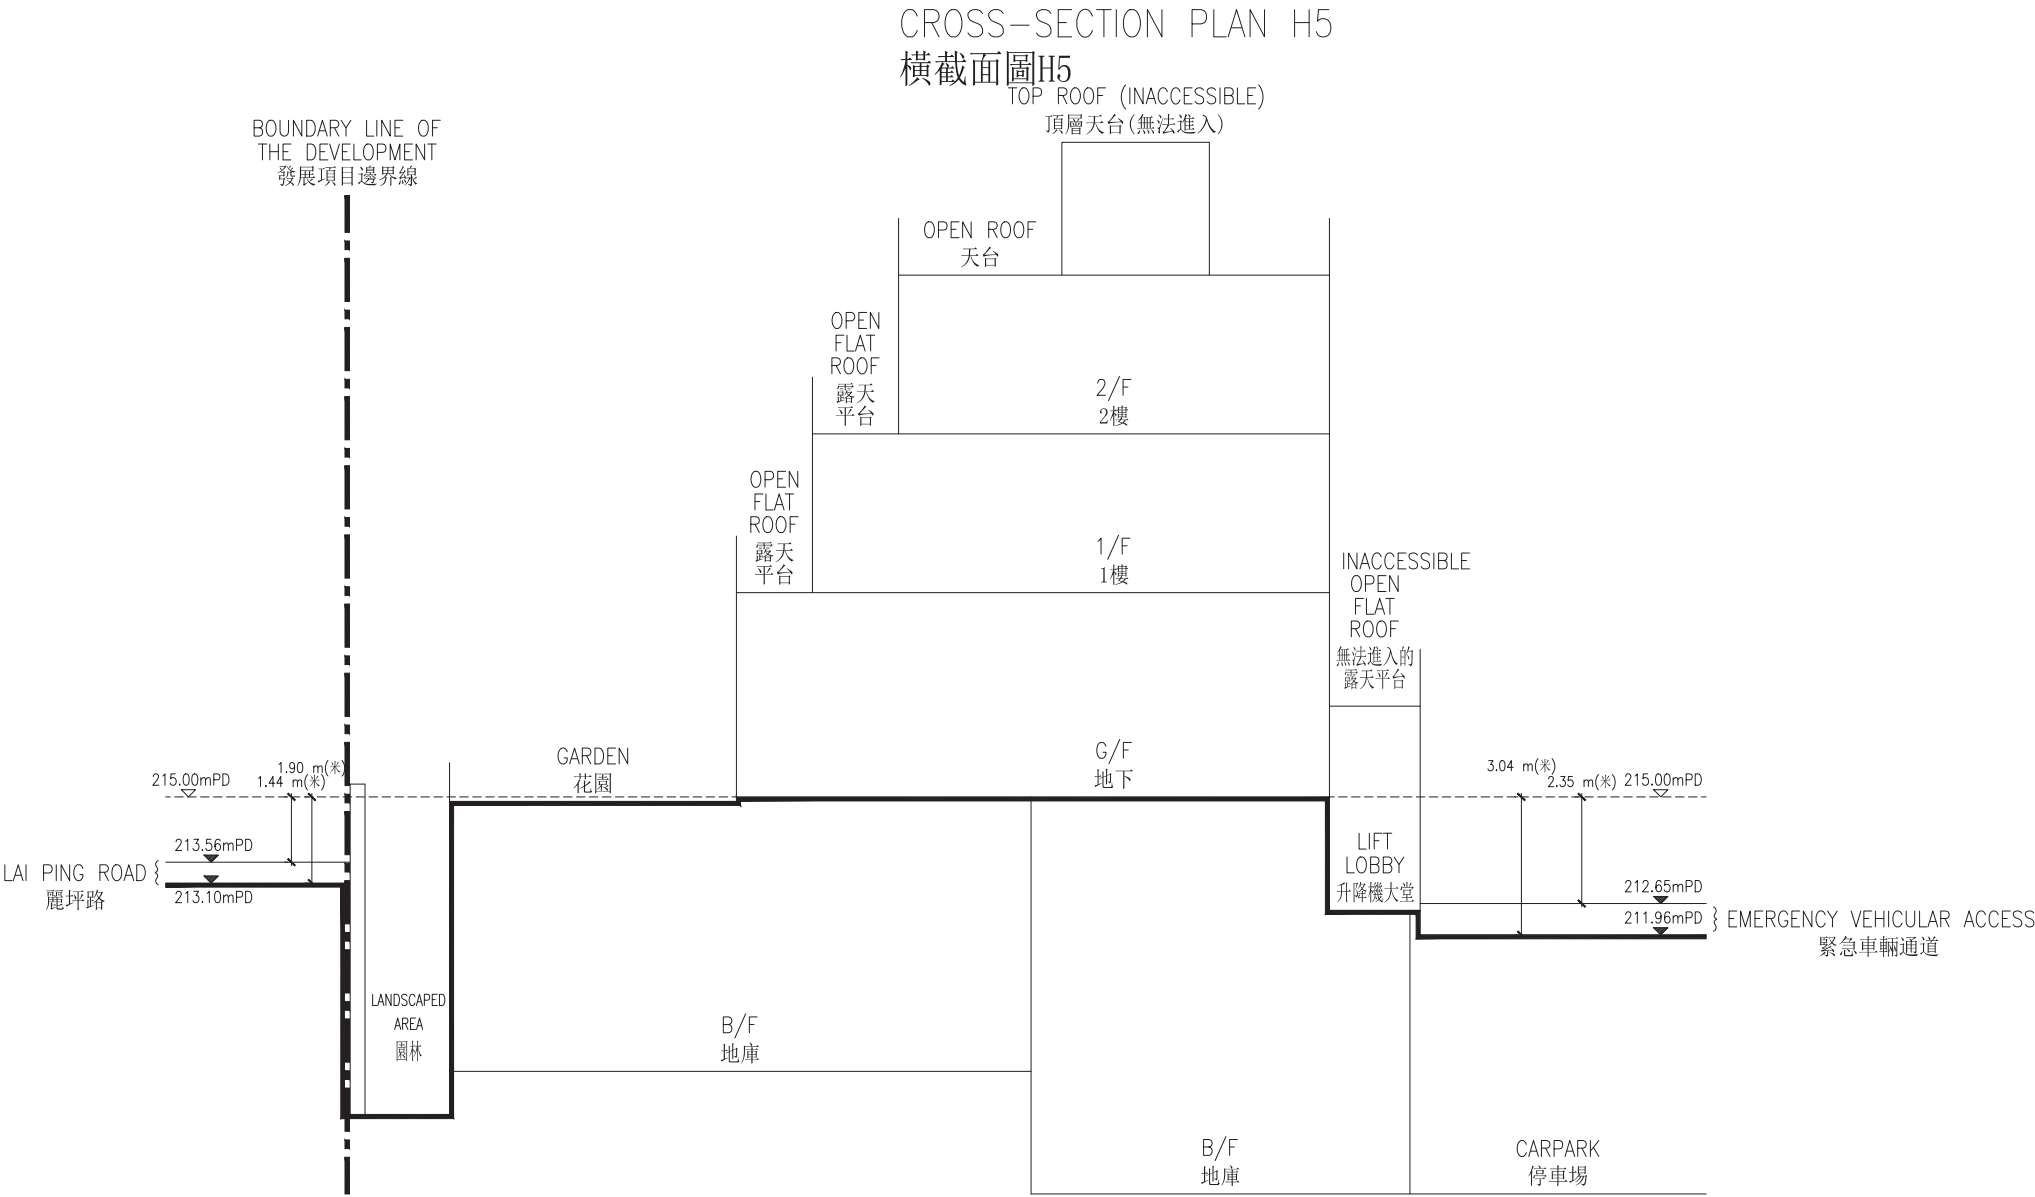 CROSS-SECTION PLAN H5
橫截面圖H5
TOP ROOF (INACCESSIBLE)
頂層天台(無法進入)
BOUNDARY LINE OF
THE DEVELOPMENT
發展項目邊界線
OPEN ROOF
天台
OPEN
FLAT
ROOF
露天
平台
2/F
2樓
OPEN
FLAT
ROOF
露天
平台
1/F
1樓
INACCESSIBLE
OPEN
FLAT
ROOF
無法進入的
露天平台
GARDEN
花園
G/F
地下
215.00mPD
1.90 m(米)
1.44 m(米)
3.04 m(米)
2.35 m(米)
215.00mPD
213.56mPD
LAI PING ROAD
麗坪路
213.10mPD
LIFT
LOBBY
升降機大堂
212.65mPD
211.96mPD
EMERGENCY VEHICULAR ACCESS
緊急車輛通道
LANDSCAPED
AREA
園林
B/F
地庫
B/F
地庫
CARPARK
停車場